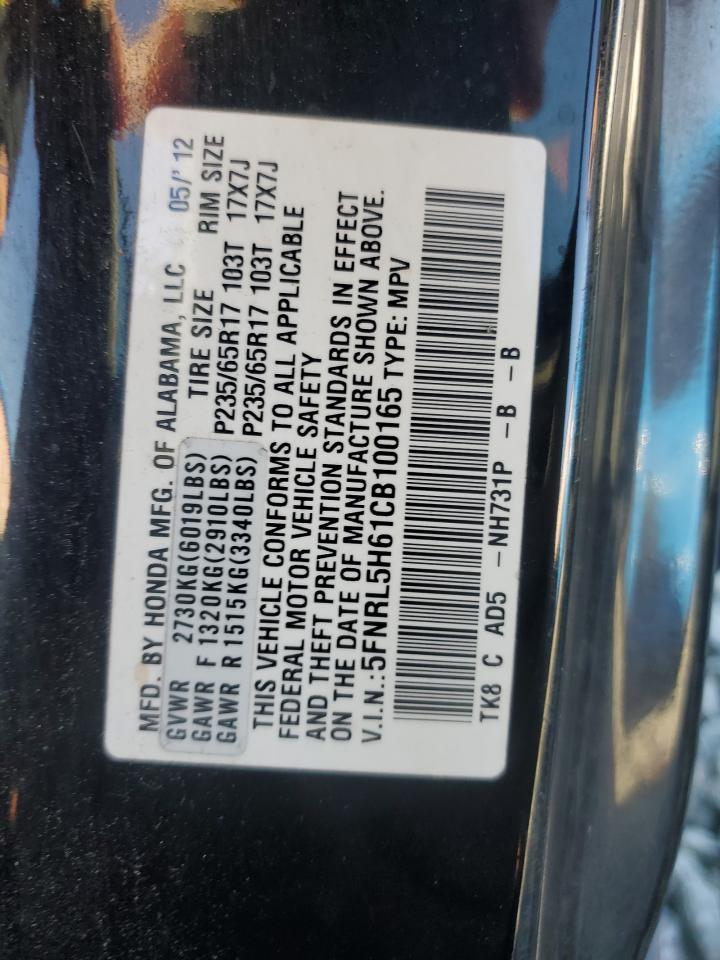 MFD. BY HONDA MFG. OF ALABAMA, LLC 05/'12
GVWR 2730KG(6019LBS) TIRE SIZE RIM SIZE
GAWR F 1320KG(2910LBS) P235/65R17 103T 17X7J
GAWR R 1515KG(3340LBS) P235/65R17 103T 17X7J
THIS VEHICLE CONFORMS TO ALL APPLICABLE
FEDERAL MOTOR VEHICLE SAFETY
AND THEFT PREVENTION STANDARDS IN EFFECT
ON THE DATE OF MANUFACTURE SHOWN ABOVE.
V.I.N.:5FNRL5H61CB100165 TYPE: MPV
TK8 C AD5 -NH731P -B -B